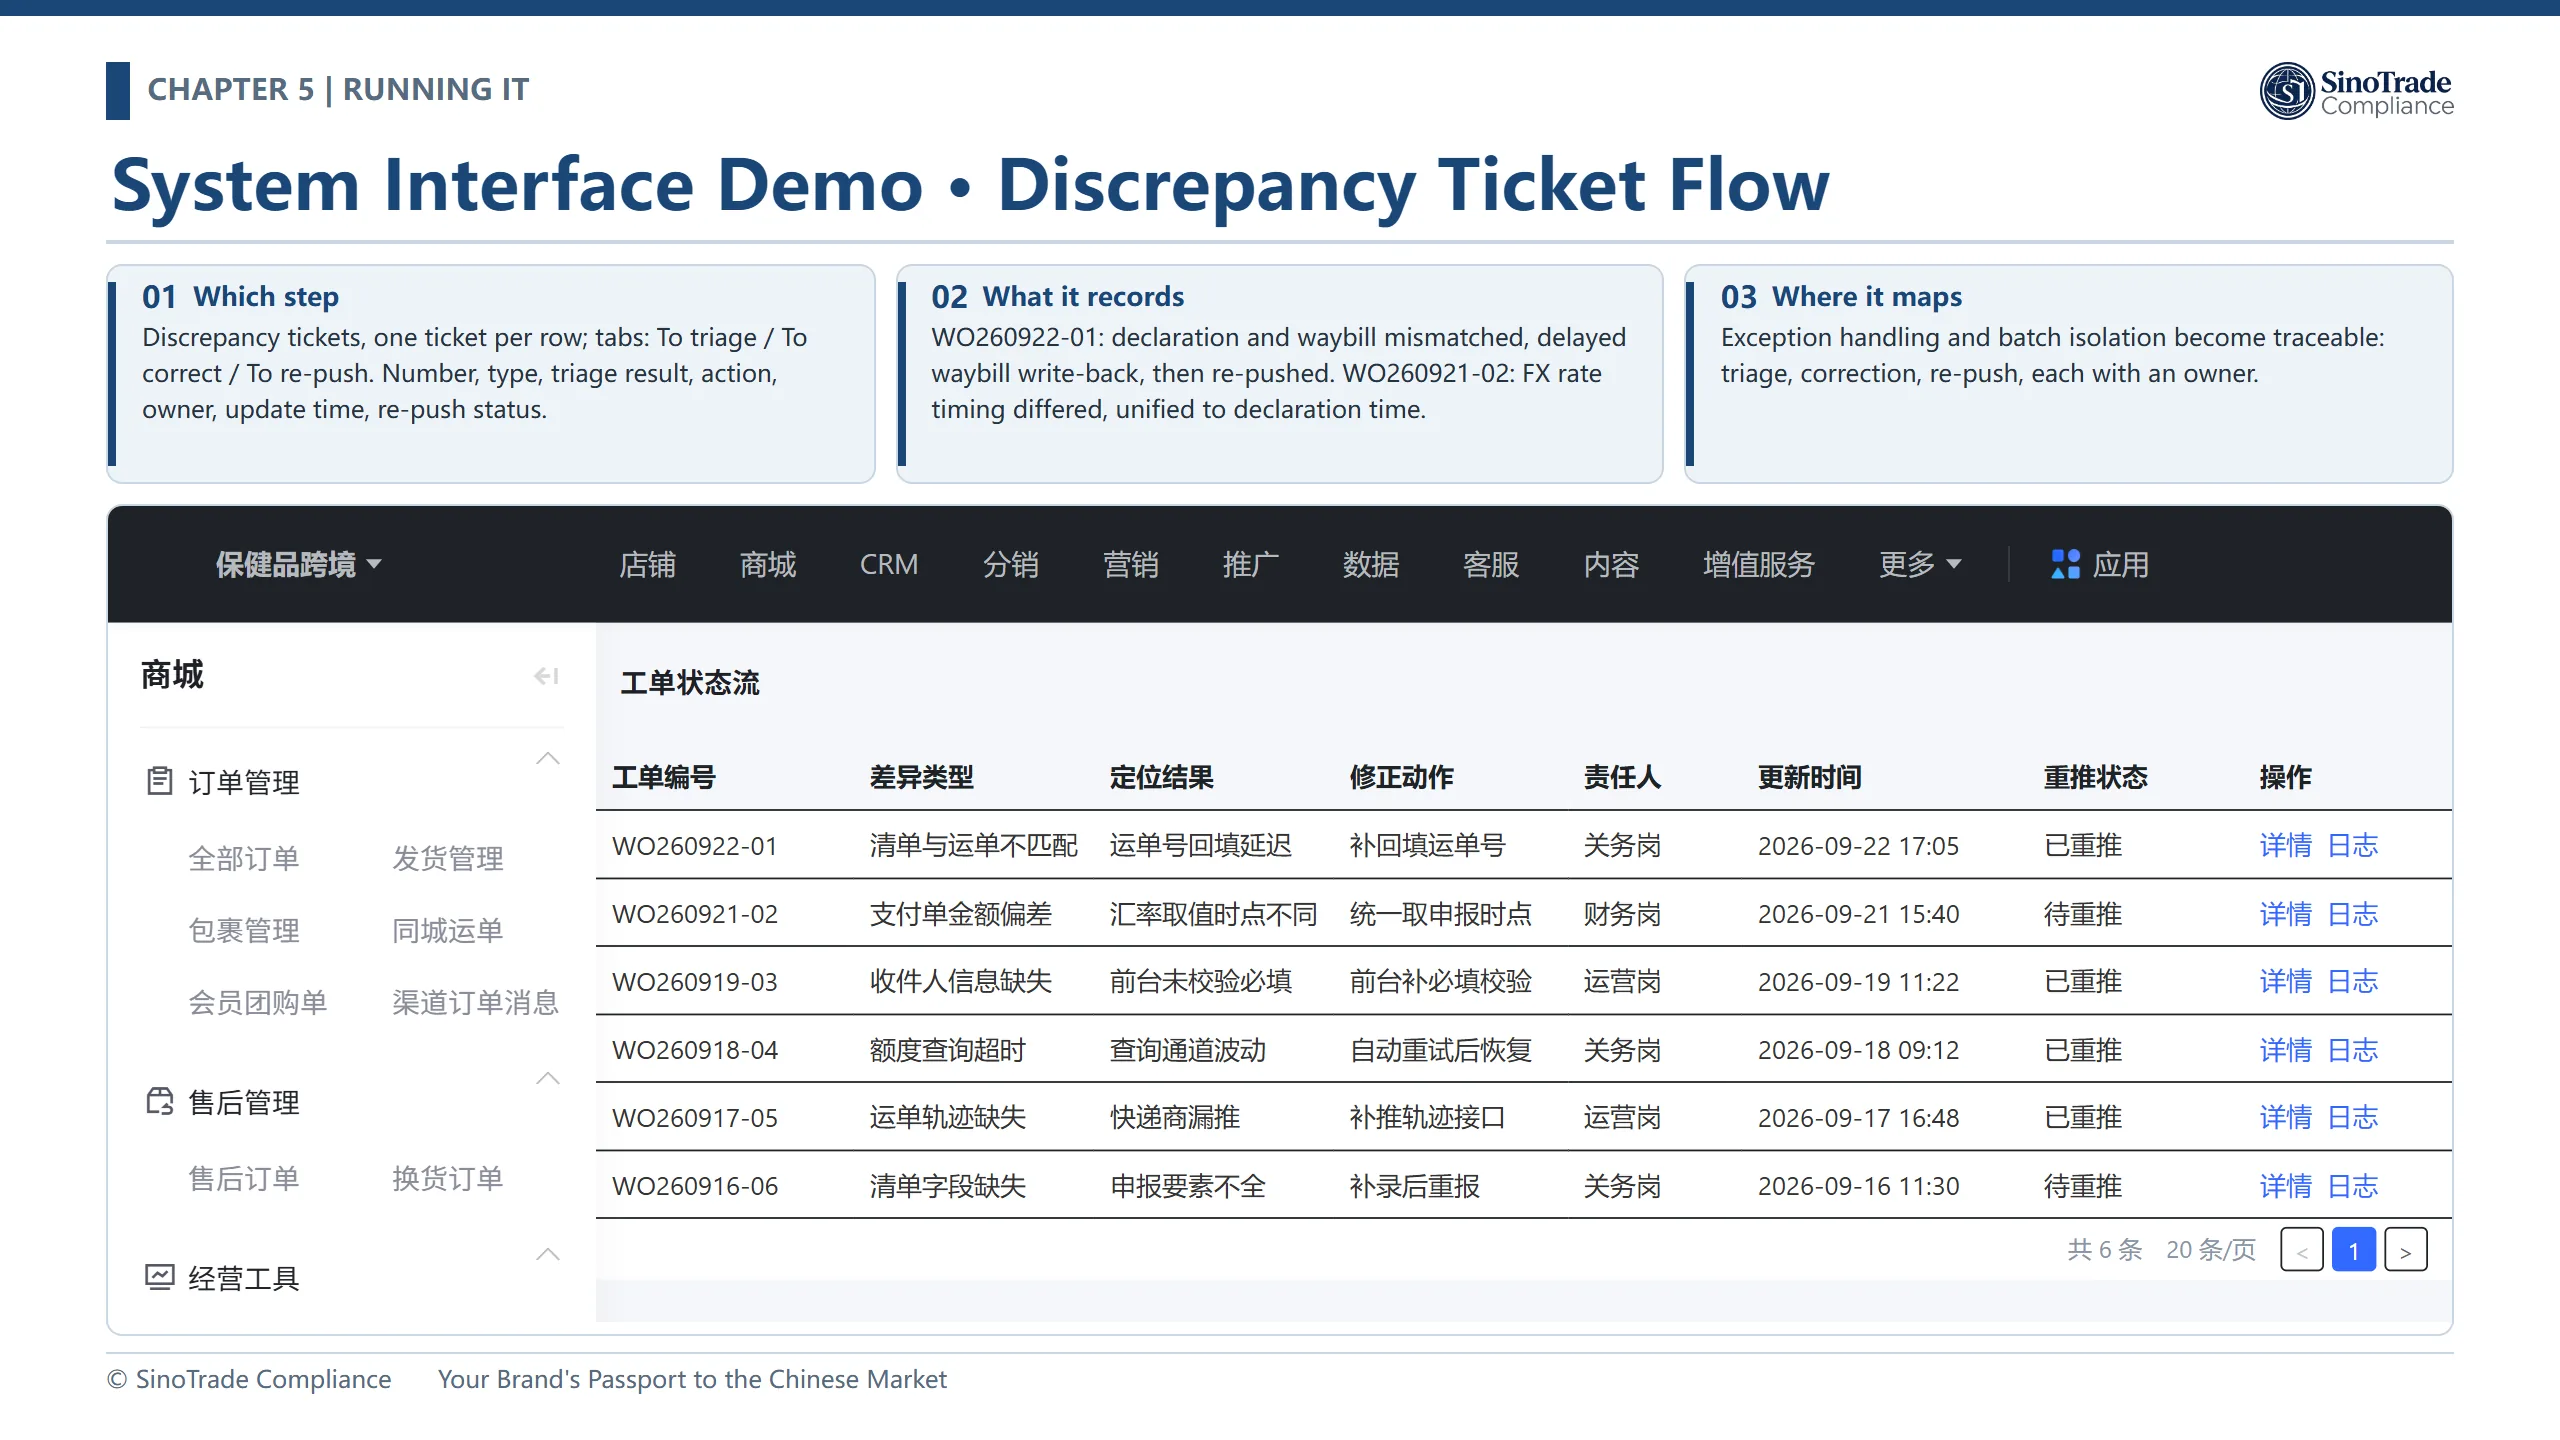 CHAPTER 5 | RUNNING IT
SinoTrade
Compliance
System Interface Demo • Discrepancy Ticket Flow
01 Which step
Discrepancy tickets, one ticket per row; tabs: To triage / To
correct / To re-push. Number, type, triage result, action,
owner, update time, re-push status.
02 What it records
WO260922-01: declaration and waybill mismatched, delayed
waybill write-back, then re-pushed. WO260921-02: FX rate
timing differed, unified to declaration time.
03 Where it maps
Exception handling and batch isolation become traceable:
triage, correction, re-push, each with an owner.
保健品跨境 店铺 商城 CRM 分销 营销 推广 数据 客服 内容 增值服务 更多 应用
商城
订单管理
全部订单 发货管理
包裹管理 同城运单
会员团购单 渠道订单消息
售后管理
售后订单 换货订单
经营工具
工单状态流
工单编号 差异类型 定位结果 修正动作 责任人 更新时间 重推状态 操作
WO260922-01 清单与运单不匹配 运单号回填延迟 补回填运单号 关务岗 2026-09-22 17:05 已重推 详情 日志
WO260921-02 支付单金额偏差 汇率取值时点不同 统一取申报时点 财务岗 2026-09-21 15:40 待重推 详情 日志
WO260919-03 收件人信息缺失 前台未校验必填 前台补必填校验 运营岗 2026-09-19 11:22 已重推 详情 日志
WO260918-04 额度查询超时 查询通道波动 自动重试后恢复 关务岗 2026-09-18 09:12 已重推 详情 日志
WO260917-05 运单轨迹缺失 快递商漏推 补推轨迹接口 运营岗 2026-09-17 16:48 已重推 详情 日志
WO260916-06 清单字段缺失 申报要素不全 补录后重报 关务岗 2026-09-16 11:30 待重推 详情 日志
共 6 条 20 条/页 < 1 >
© SinoTrade Compliance Your Brand's Passport to the Chinese Market